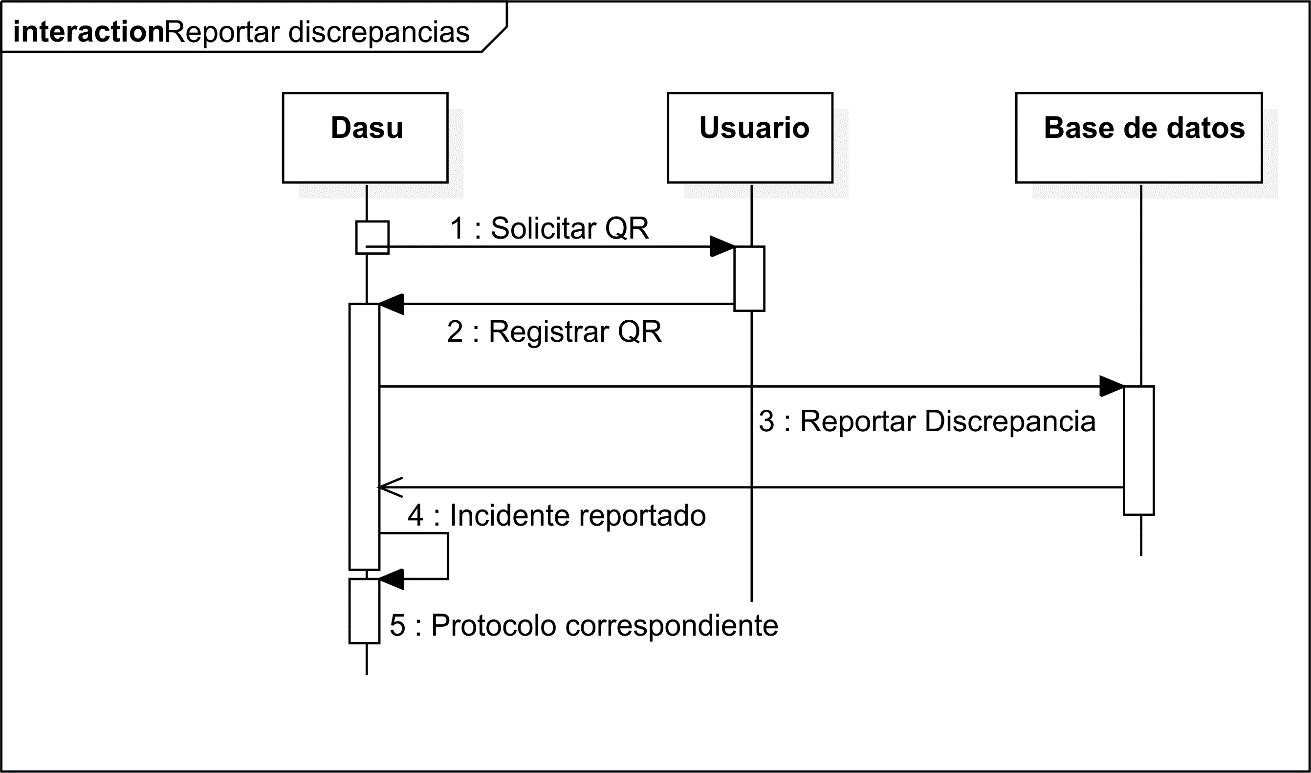 interactionReportar discrepancias
Dasu
Usuario
Base de datos
1 : Solicitar QR
2 : Registrar QR
3 : Reportar Discrepancia
4 : Incidente reportado
5 : Protocolo correspondiente